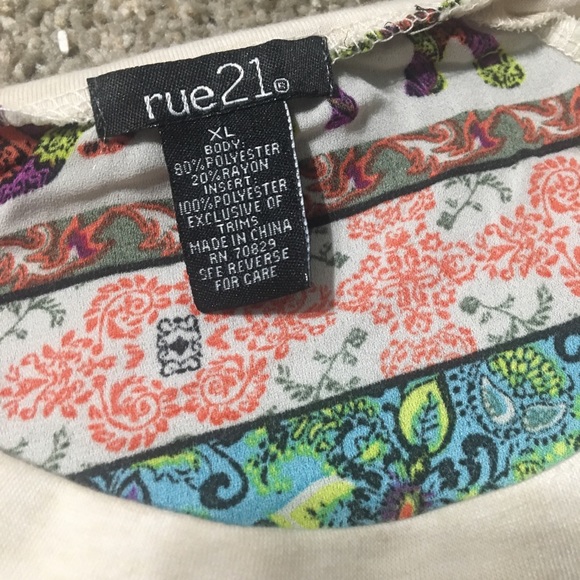 rue21®
XL
BODY:
80%POLYESTER
20%RAYON
INSERT:
100%POLYESTER
EXCLUSIVE OF
TRIMS
MADE IN CHINA
RN 70829
SEE REVERSE
FOR CARE